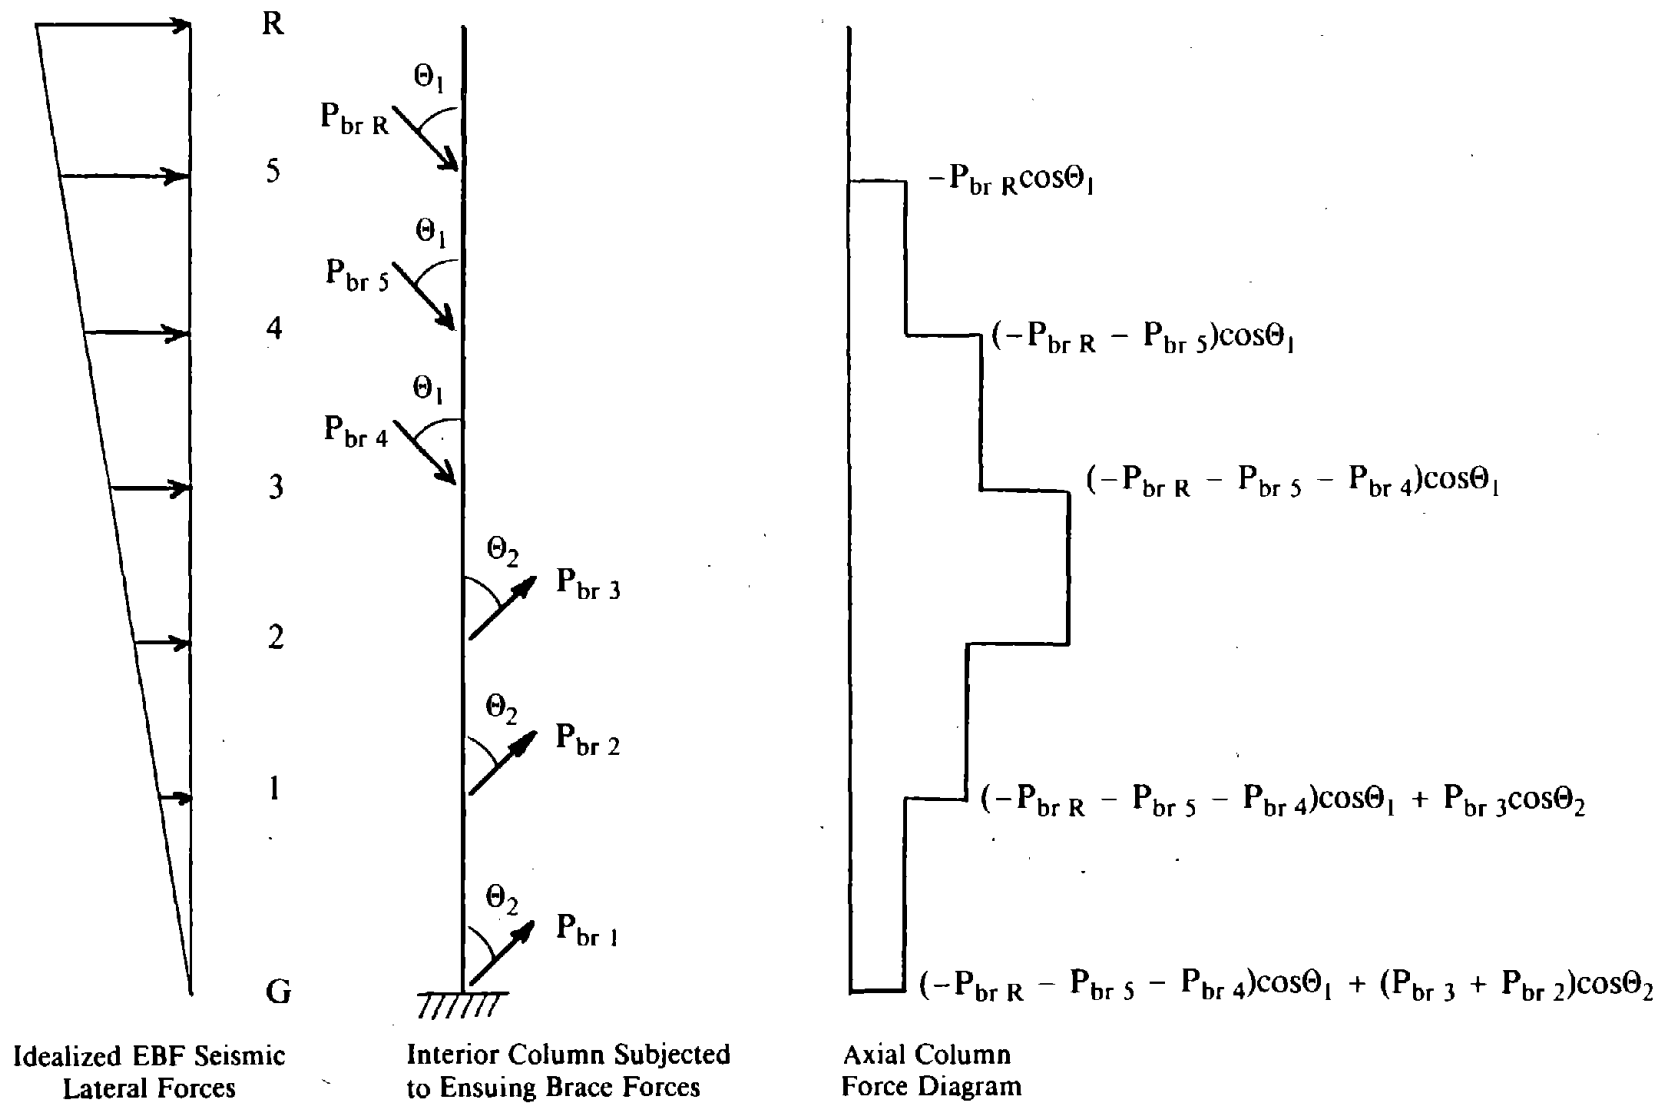 R
5
4
3
2
1
G
Θ1
Pbr R
Θ1
Pbr 5
Θ1
Pbr 4
Θ2
Pbr 3
Θ2
Pbr 2
Θ2
Pbr 1
-Pbr RcosΘ1
(-Pbr R - Pbr 5)cosΘ1
(-Pbr R - Pbr 5 - Pbr 4)cosΘ1
(-Pbr R - Pbr 5 - Pbr 4)cosΘ1 + Pbr 3cosΘ2
(-Pbr R - Pbr 5 - Pbr 4)cosΘ1 + (Pbr 3 + Pbr 2)cosΘ2
Idealized EBF Seismic
Lateral Forces
Interior Column Subjected
to Ensuing Brace Forces
Axial Column
Force Diagram